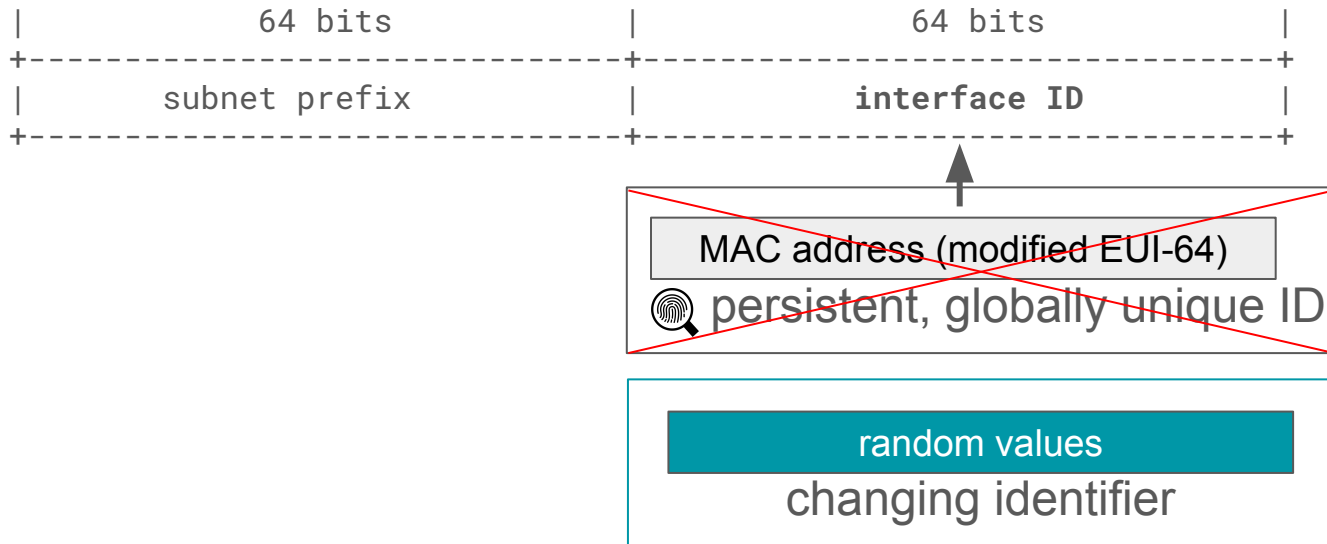 | 64 bits | 64 bits |
+-------------------------------+---------------------------------+
| subnet prefix | interface ID |
+-------------------------------+---------------------------------+
MAC address (modified EUI-64)
persistent, globally unique ID
random values
changing identifier